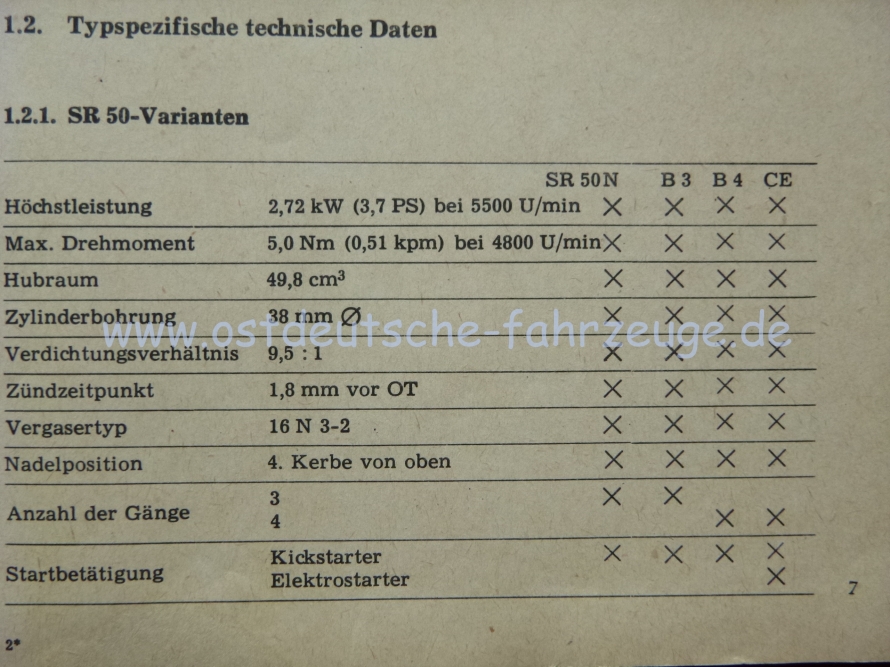 1.2. Typspezifische technische Daten
1.2.1. SR 50-Varianten
SR 50 N B 3 B 4 CE
Höchstleistung 2,72 kW (3,7 PS) bei 5500 U/min × × × ×
Max. Drehmoment 5,0 Nm (0,51 kpm) bei 4800 U/min × × × ×
Hubraum 49,8 cm³ × × × ×
Zylinderbohrung 38 mm ∅ × × × ×
www.ostdeutsche-fahrzeuge.de
Verdichtungsverhältnis 9,5 : 1 × × × ×
Zündzeitpunkt 1,8 mm vor OT × × × ×
Vergasertyp 16 N 3-2 × × × ×
Nadelposition 4. Kerbe von oben × × × ×
Anzahl der Gänge
3 × ×
4 × ×
Startbetätigung
Kickstarter × × × ×
Elektrostarter ×
7
2*